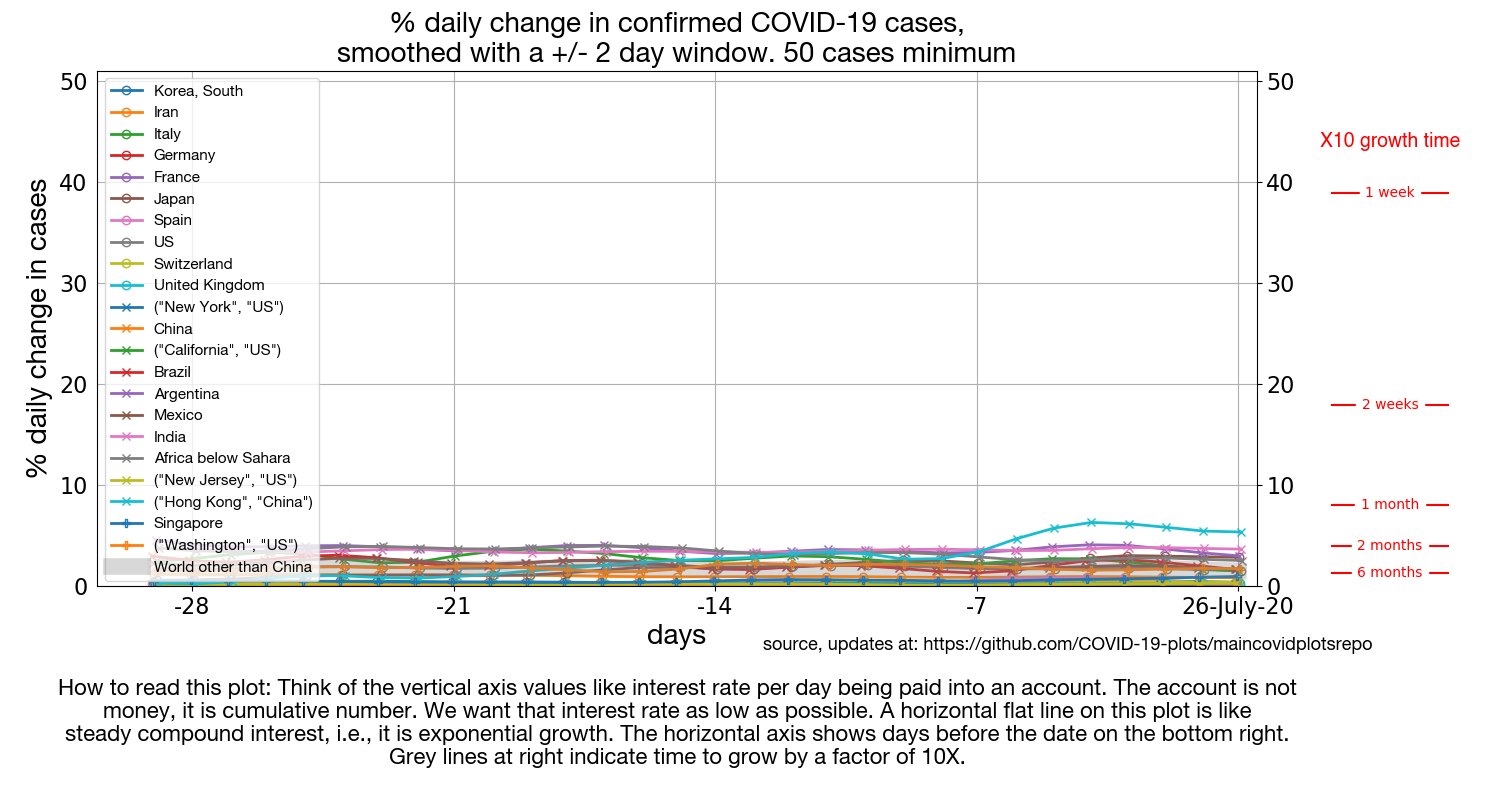 % daily change in confirmed COVID-19 cases,
smoothed with a +/- 2 day window. 50 cases minimum
% daily change in cases
50
40
30
20
10
0
Korea, South
Iran
Italy
Germany
France
Japan
Spain
US
Switzerland
United Kingdom
("New York", "US")
China
("California", "US")
Brazil
Argentina
Mexico
India
Africa below Sahara
("New Jersey", "US")
("Hong Kong", "China")
Singapore
("Washington", "US")
World other than China
50
40
30
20
10
0
X10 growth time
1 week
2 weeks
1 month
2 months
6 months
-28 -21 -14 -7 26-July-20
days
source, updates at: https://github.com/COVID-19-plots/maincovidplotsrepo
How to read this plot: Think of the vertical axis values like interest rate per day being paid into an account. The account is not
money, it is cumulative number. We want that interest rate as low as possible. A horizontal flat line on this plot is like
steady compound interest, i.e., it is exponential growth. The horizontal axis shows days before the date on the bottom right.
Grey lines at right indicate time to grow by a factor of 10X.